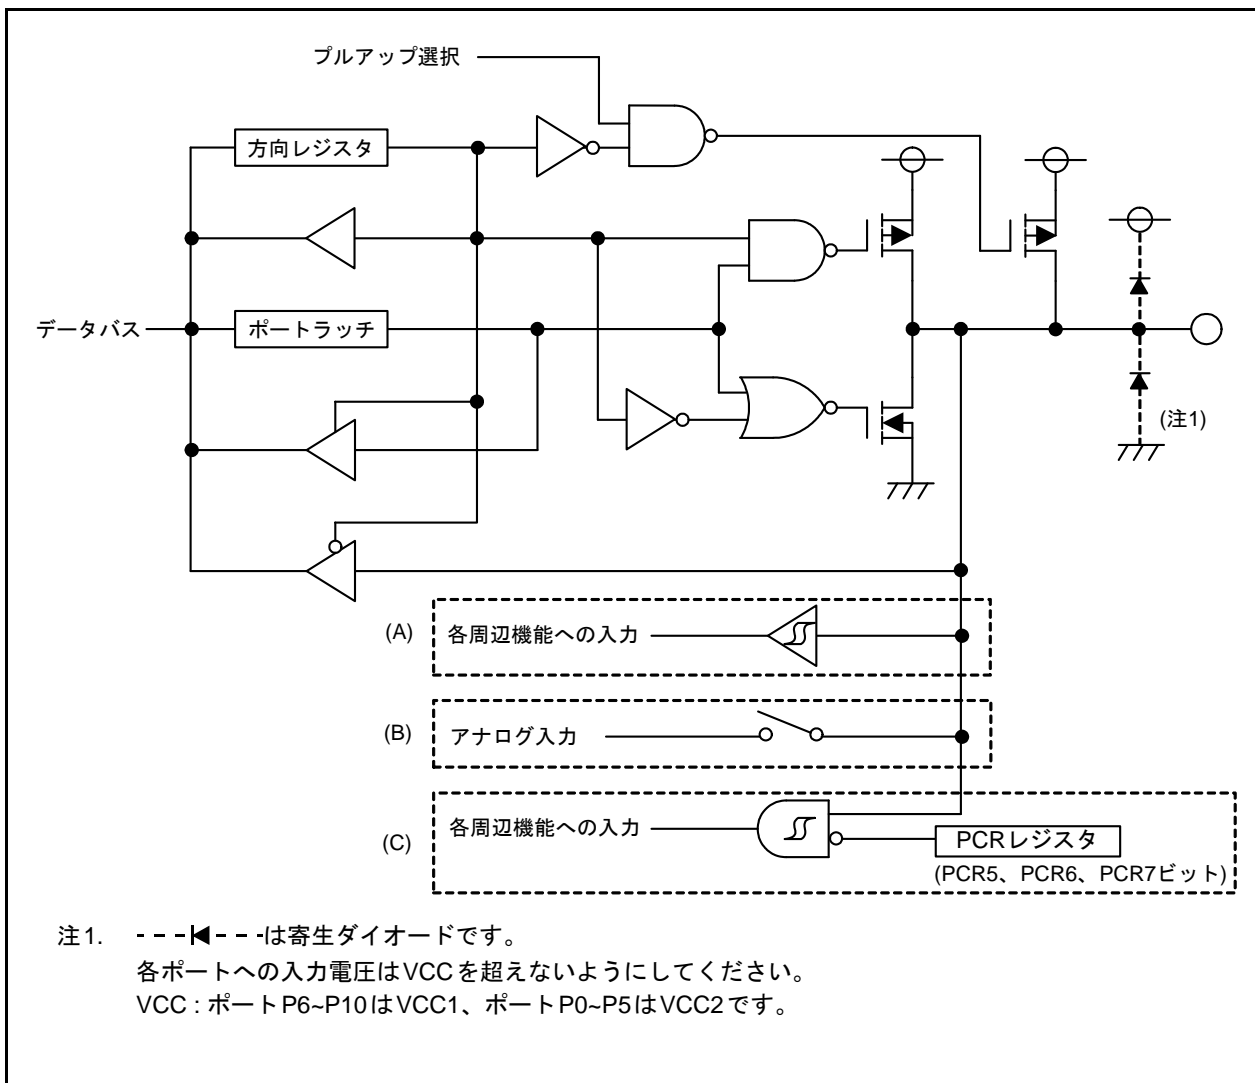 プルアップ選択
方向レジスタ
データバス
ポートラッチ
(注1)
(A)
各周辺機能への入力
(B)
アナログ入力
(C)
各周辺機能への入力
PCRレジスタ
(PCR5、PCR6、PCR7ビット)
注1. は寄生ダイオードです。
各ポートへの入力電圧はVCCを超えないようにしてください。
VCC : ポートP6~P10はVCC1、ポートP0~P5はVCC2です。